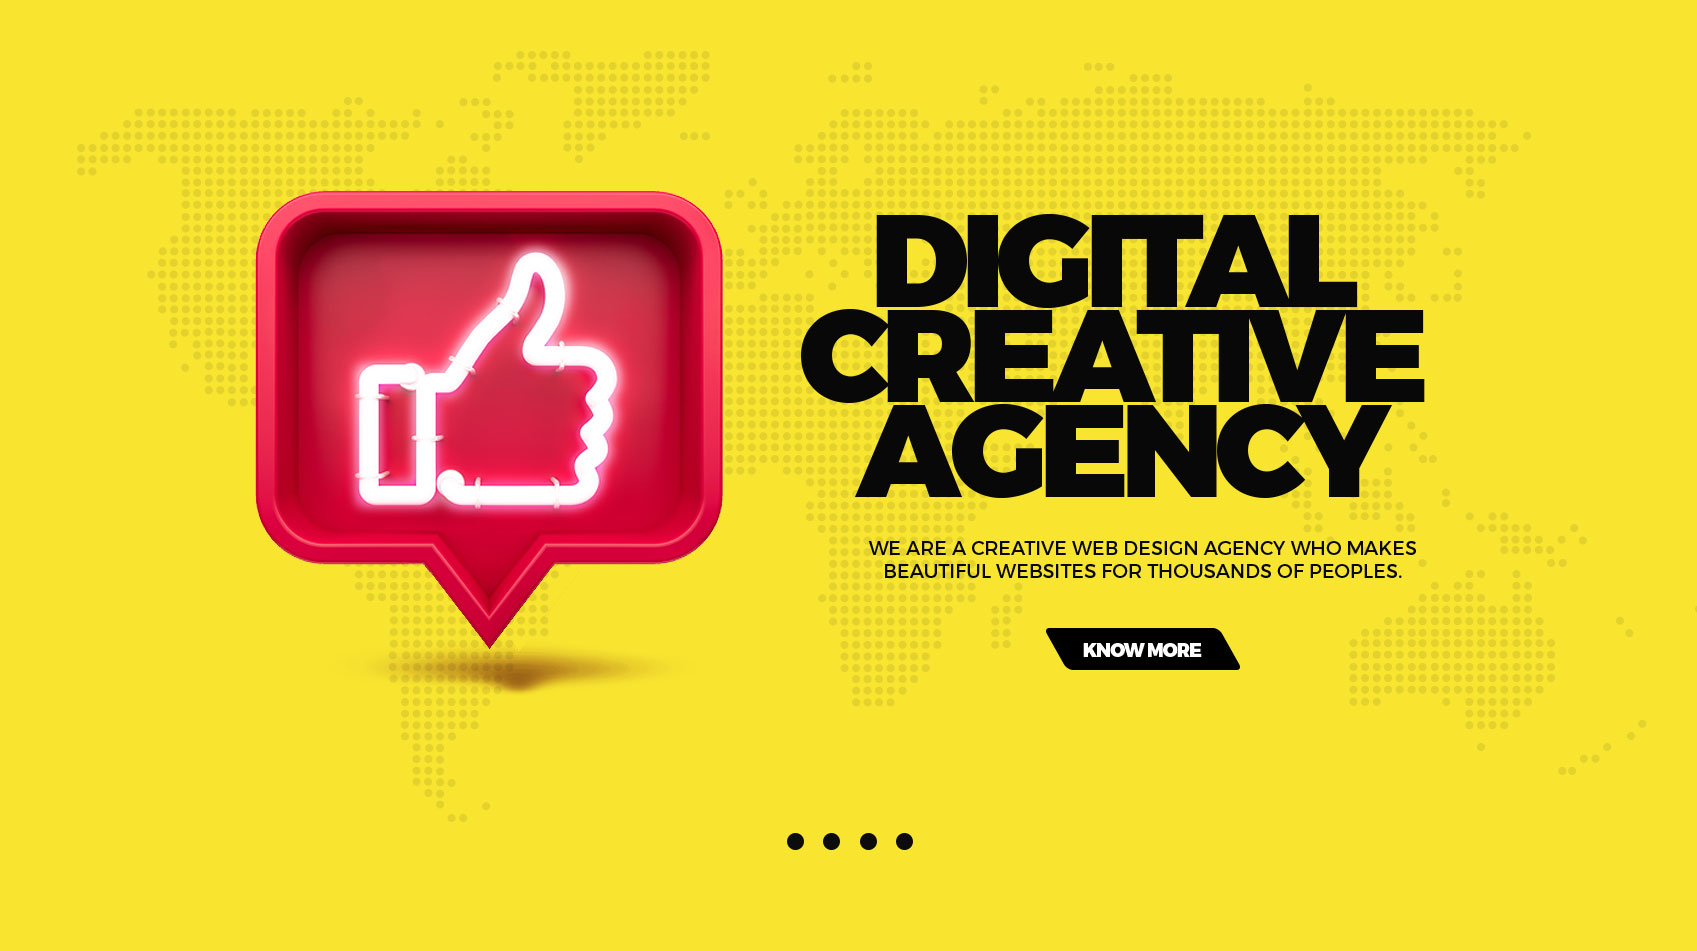 DIGITAL
CREATIVE
AGENCY
WE ARE A CREATIVE WEB DESIGN AGENCY WHO MAKES
BEAUTIFUL WEBSITES FOR THOUSANDS OF PEOPLES.
KNOW MORE